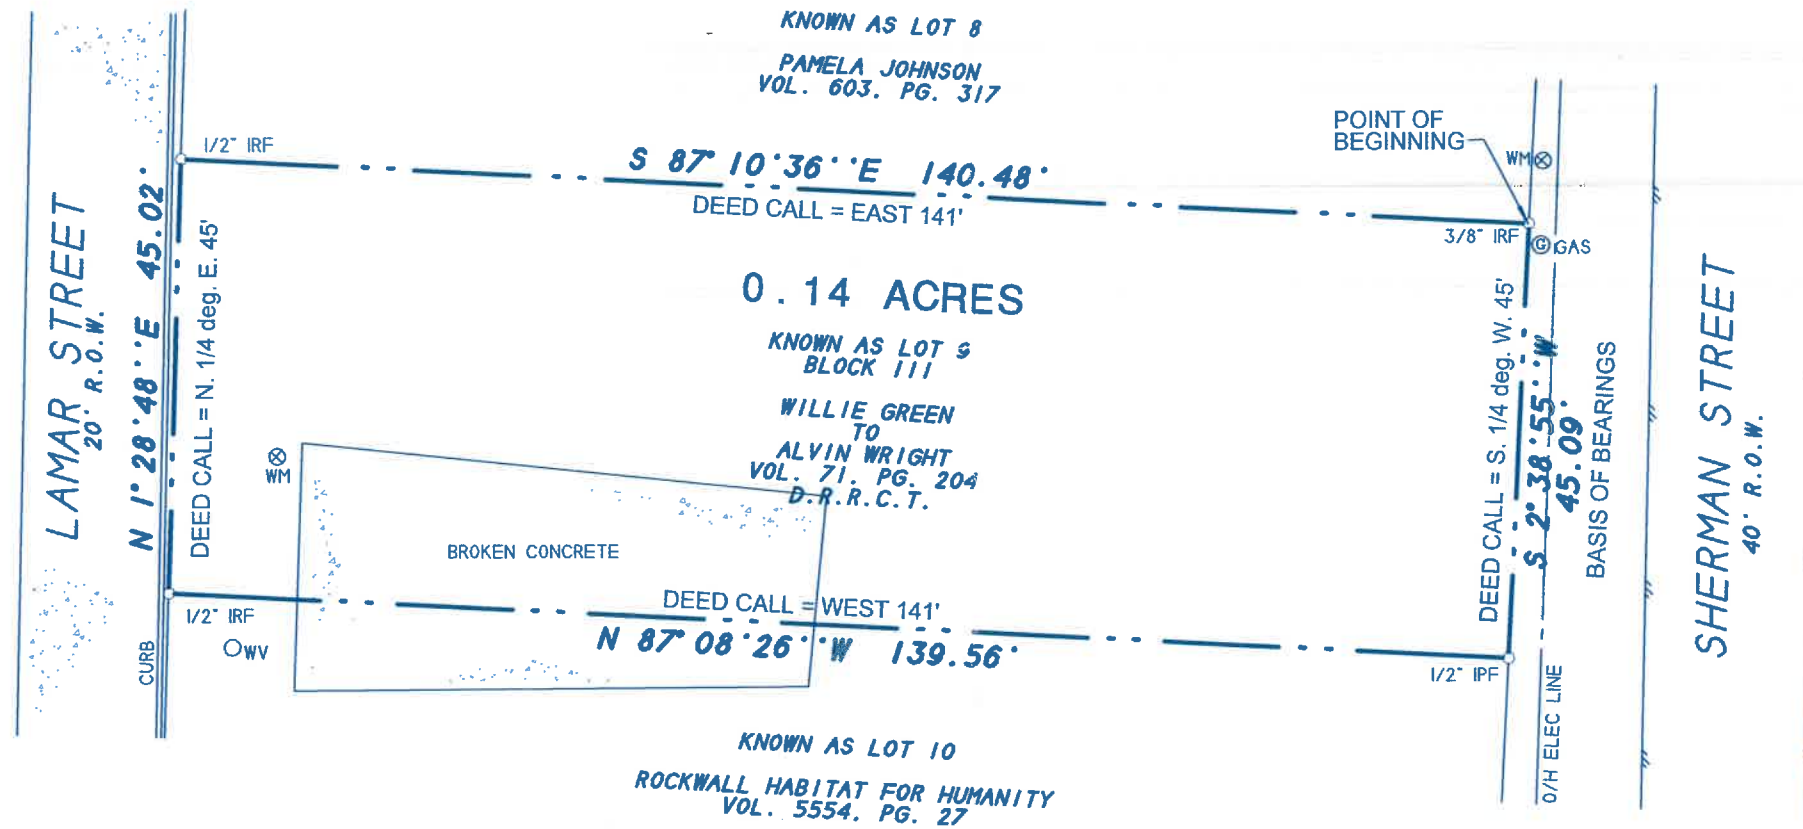 KNOWN AS LOT 8
PAMELA JOHNSON
VOL. 603. PG. 317
POINT OF
BEGINNING
WM
1/2" IRF
S 87° 10'36''E 140.48'
DEED CALL = EAST 141'
3/8" IRF
G GAS
LAMAR STREET
20' R.O.W.
N 1°28'48''E 45.02'
DEED CALL = N. 1/4 deg. E. 45'
0.14 ACRES
KNOWN AS LOT 9
BLOCK 111
WILLIE GREEN
TO
ALVIN WRIGHT
VOL. 71. PG. 204
D.R.R.C.T.
DEED CALL = S. 1/4 deg. W. 45'
S 2°38'55''W
45.09'
BASIS OF BEARINGS
SHERMAN STREET
40' R.O.W.
WM
BROKEN CONCRETE
DEED CALL = WEST 141'
N 87°08'26''W 139.56'
1/2" IRF
WV
CURB
1/2" IPF
O/H ELEC LINE
KNOWN AS LOT 10
ROCKWALL HABITAT FOR HUMANITY
VOL. 5554. PG. 27